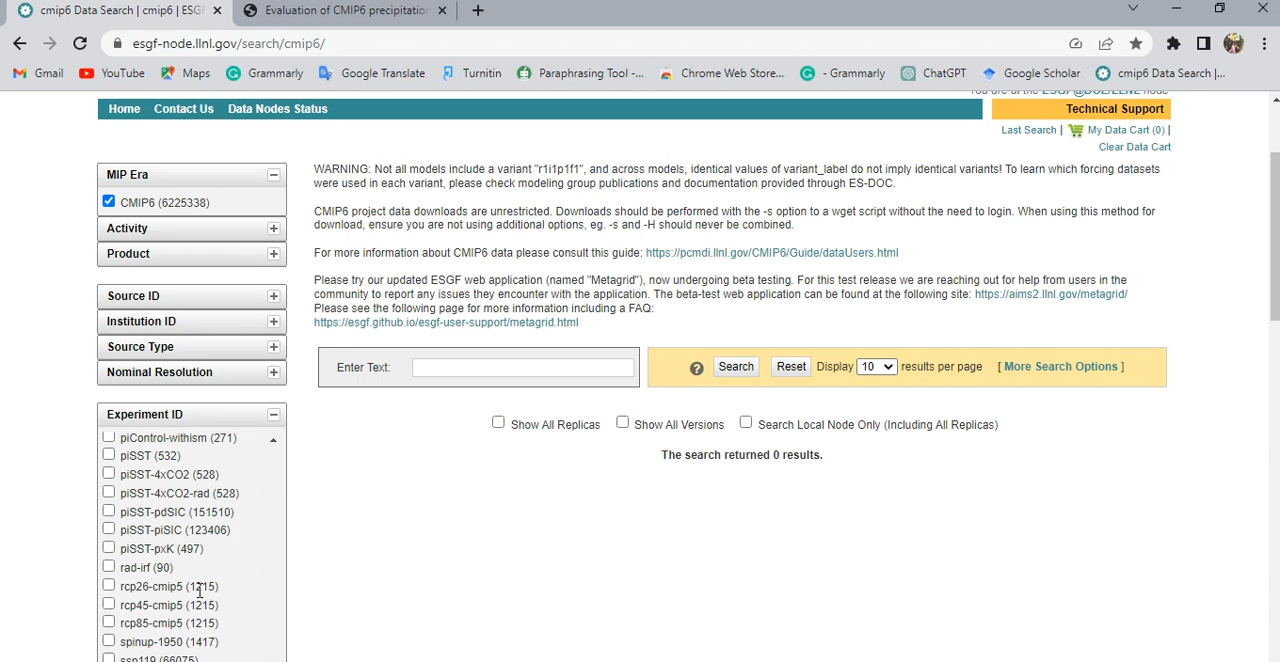 cmip6 Data Search | cmip6 | ESG
Evaluation of CMIP6 precipitation
esgf-node.llnl.gov/search/cmip6/
Gmail YouTube Maps Grammarly Google Translate Turnitin Paraphrasing Tool -... Chrome Web Store... - Grammarly ChatGPT Google Scholar cmip6 Data Search |...
You are at the ESGF@DOE/LLNL node
Home Contact Us Data Nodes Status
Technical Support
Last Search | My Data Cart (0) |
Clear Data Cart
MIP Era
CMIP6 (6225338)
Activity
Product
Source ID
Institution ID
Source Type
Nominal Resolution
Experiment ID
piControl-withism (271)
piSST (532)
piSST-4xCO2 (528)
piSST-4xCO2-rad (528)
piSST-pdSIC (151510)
piSST-piSIC (123406)
piSST-pxK (497)
rad-irf (90)
rcp26-cmip5 (1215)
rcp45-cmip5 (1215)
rcp85-cmip5 (1215)
spinup-1950 (1417)
ssp119 (66075)
WARNING: Not all models include a variant "r1i1p1f1", and across models, identical values of variant_label do not imply identical variants! To learn which forcing datasets
were used in each variant, please check modeling group publications and documentation provided through ES-DOC.
CMIP6 project data downloads are unrestricted. Downloads should be performed with the -s option to a wget script without the need to login. When using this method for
download, ensure you are not using additional options, eg. -s and -H should never be combined.
For more information about CMIP6 data please consult this guide: https://pcmdi.llnl.gov/CMIP6/Guide/dataUsers.html
Please try our updated ESGF web application (named "Metagrid"), now undergoing beta testing. For this test release we are reaching out for help from users in the
community to report any issues they encounter with the application. The beta-test web application can be found at the following site: https://aims2.llnl.gov/metagrid/
Please see the following page for more information including a FAQ:
https://esgf.github.io/esgf-user-support/metagrid.html
Enter Text:
? Search Reset Display 10 results per page [ More Search Options ]
Show All Replicas Show All Versions Search Local Node Only (Including All Replicas)
The search returned 0 results.